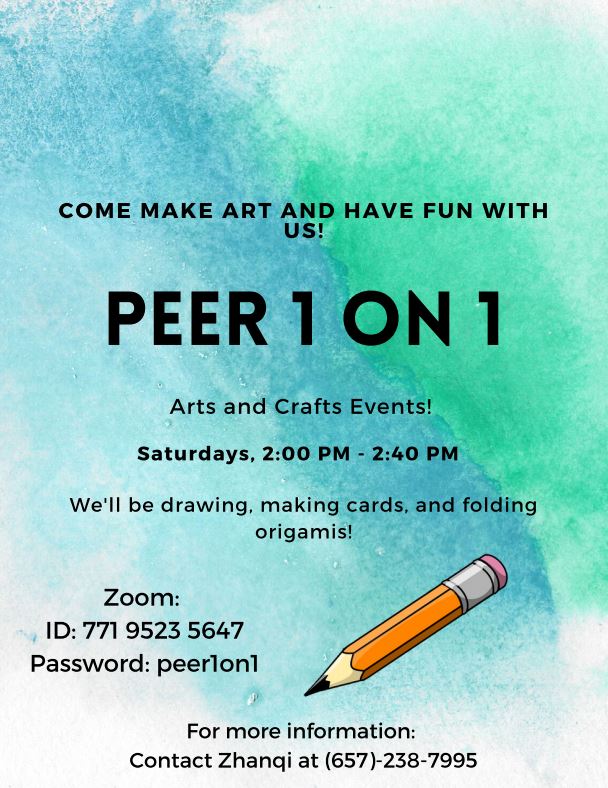 COME MAKE ART AND HAVE FUN WITH
US!
PEER 1 ON 1
Arts and Crafts Events!
Saturdays, 2:00 PM - 2:40 PM
We'll be drawing, making cards, and folding
origamis!
Zoom:
ID: 771 9523 5647
Password: peer1on1
For more information:
Contact Zhanqi at (657)-238-7995